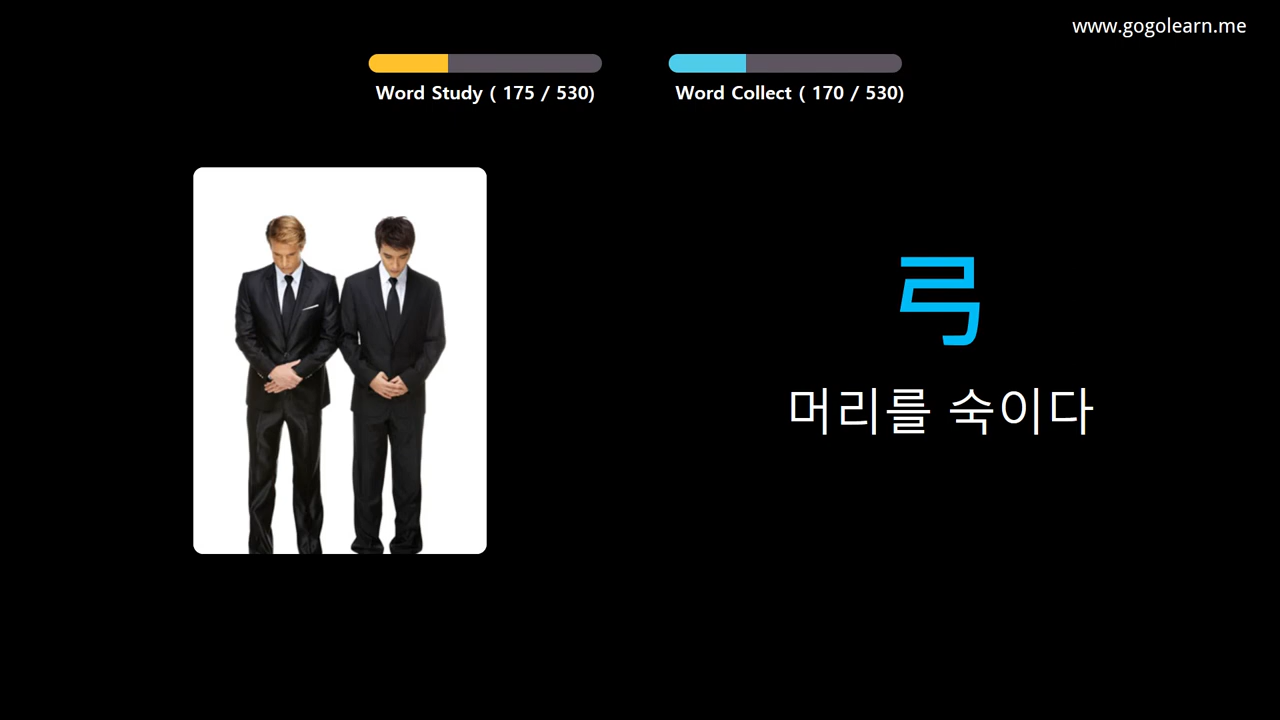 www.gogolearn.me
Word Study ( 175 / 530)
Word Collect ( 170 / 530)
弓
머리를 숙이다